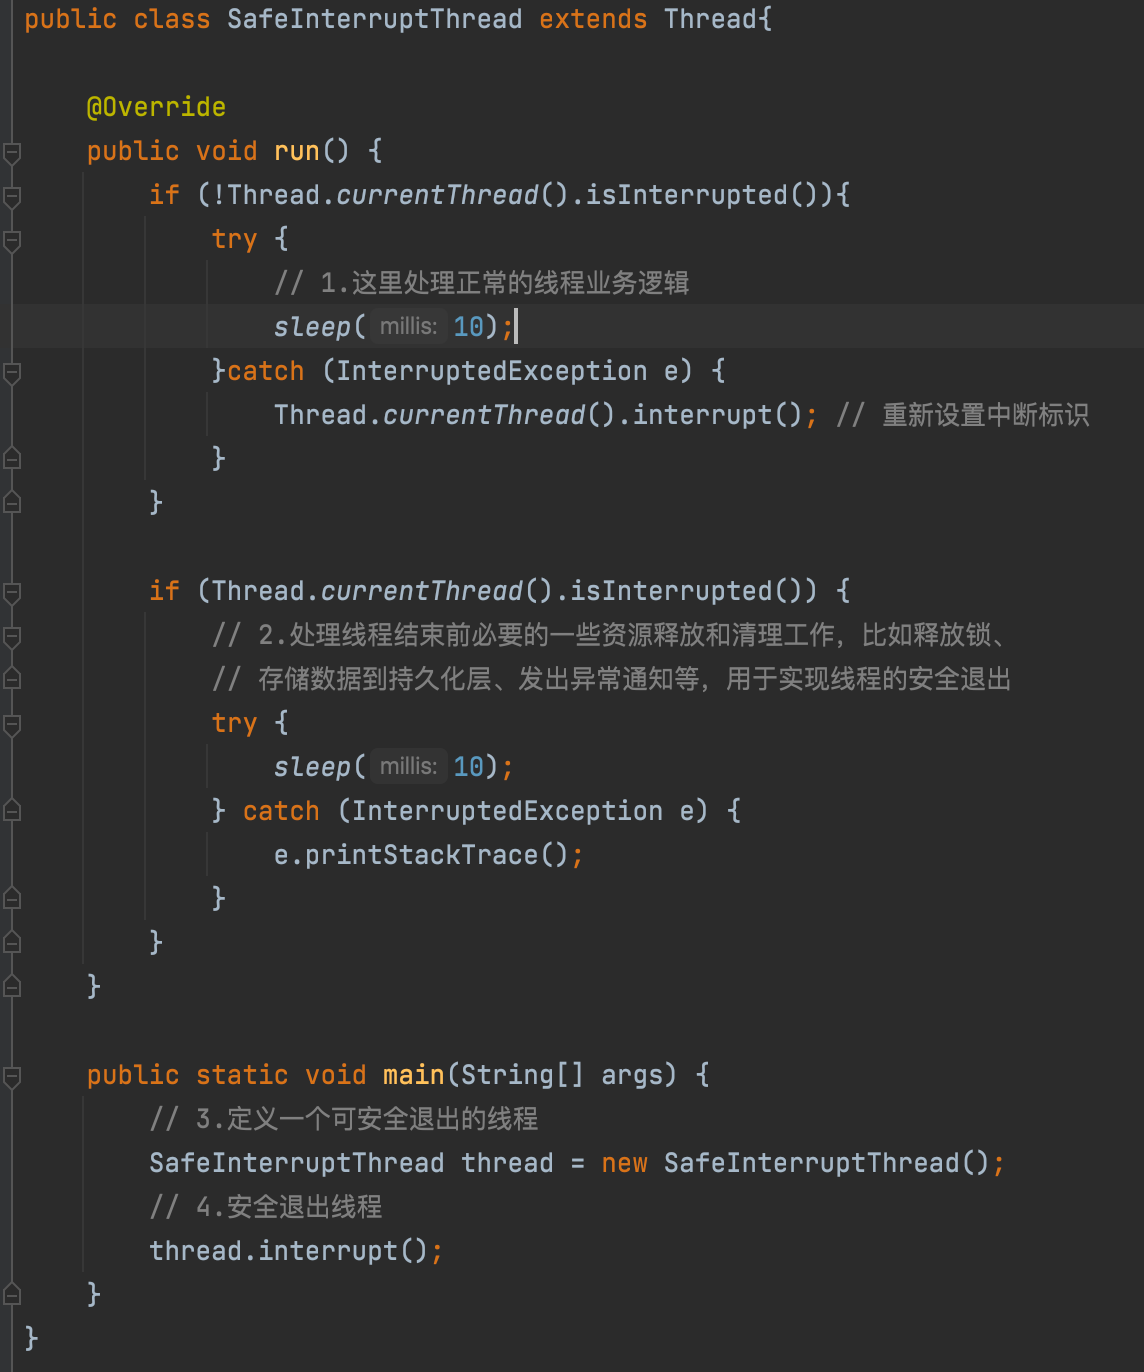 public class SafeInterruptThread extends Thread{
@Override
public void run() {
if (!Thread.currentThread().isInterrupted()){
try {
// 1.这里处理正常的线程业务逻辑
sleep( millis: 10);
}catch (InterruptedException e) {
Thread.currentThread().interrupt(); // 重新设置中断标识
}
}
if (Thread.currentThread().isInterrupted()) {
// 2.处理线程结束前必要的一些资源释放和清理工作，比如释放锁、
// 存储数据到持久化层、发出异常通知等，用于实现线程的安全退出
try {
sleep( millis: 10);
} catch (InterruptedException e) {
e.printStackTrace();
}
}
}
public static void main(String[] args) {
// 3.定义一个可安全退出的线程
SafeInterruptThread thread = new SafeInterruptThread();
// 4.安全退出线程
thread.interrupt();
}
}